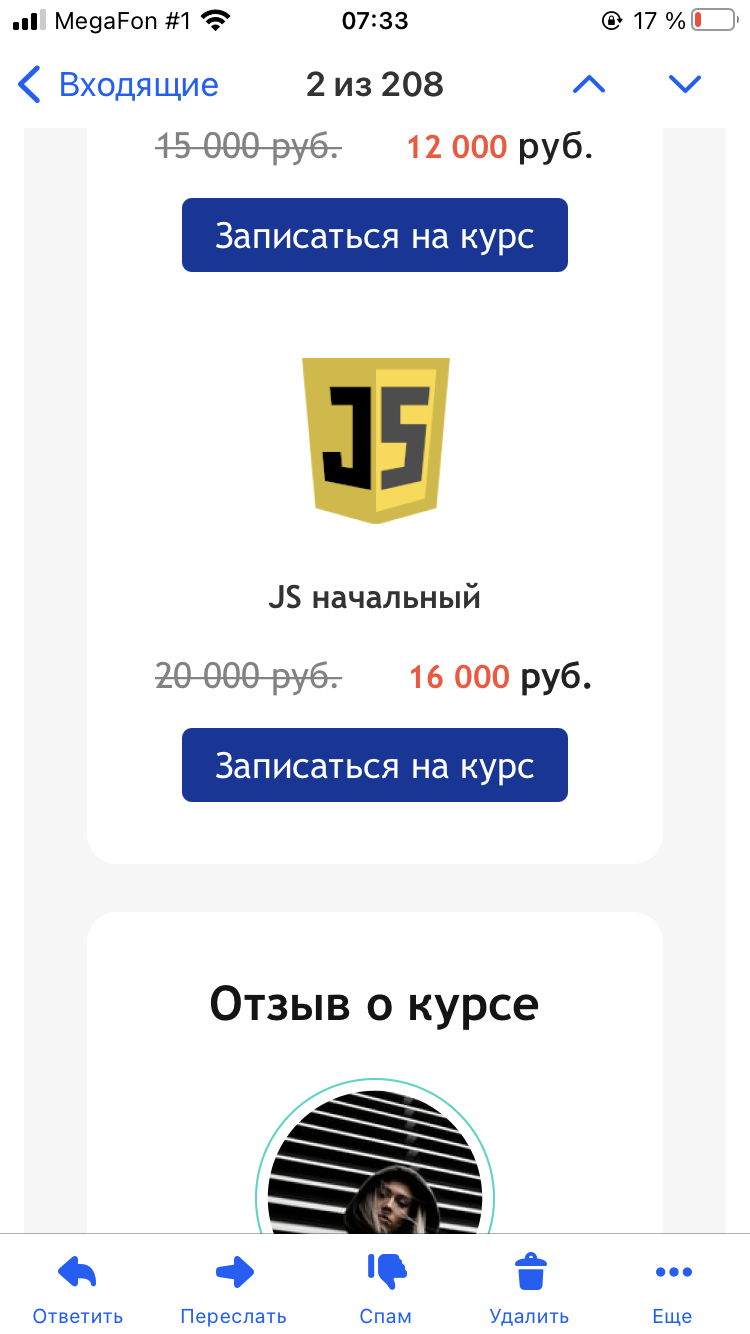 MegaFon #1 07:33 17 %
Входящие 2 из 208
15 000 руб. 12 000 руб.
Записаться на курс
JS
JS начальный
20 000 руб. 16 000 руб.
Записаться на курс
Отзыв о курсе
Ответить Переслать Спам Удалить Еще